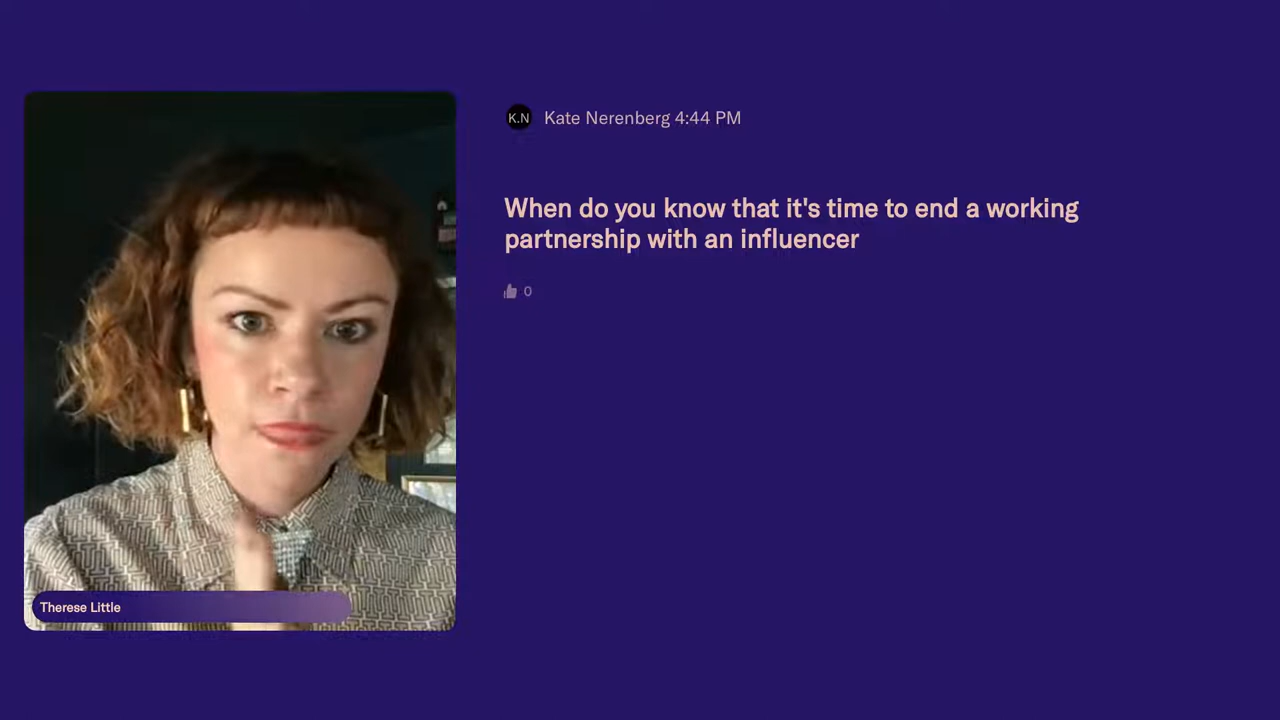 K.N Kate Nerenberg 4:44 PM
When do you know that it's time to end a working
partnership with an influencer
0
Therese Little